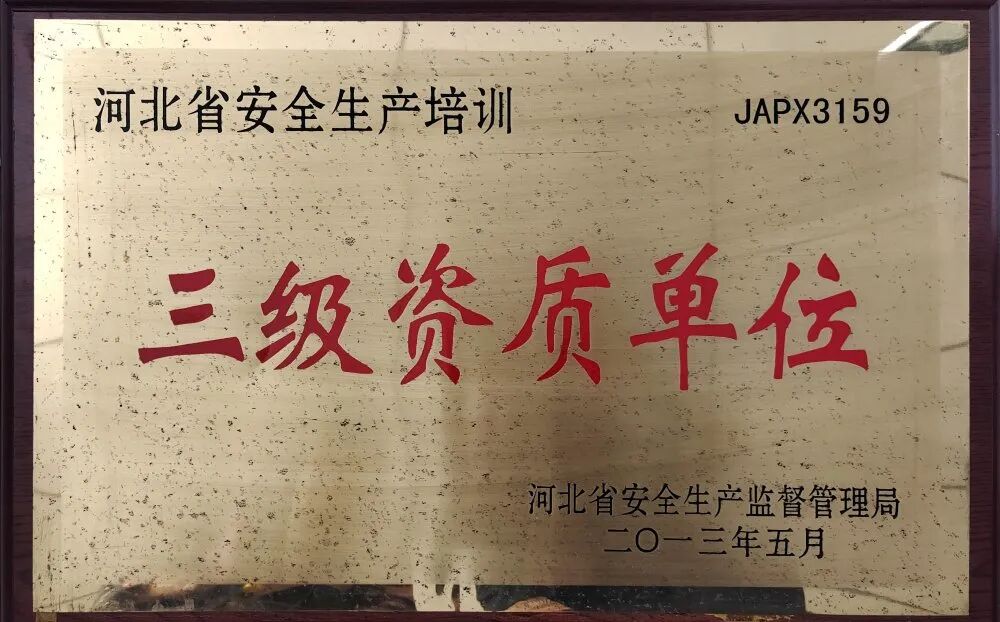 河北省安全生产培训 JAPX3159
三级资质单位
河北省安全生产监督管理局
二〇一三年五月